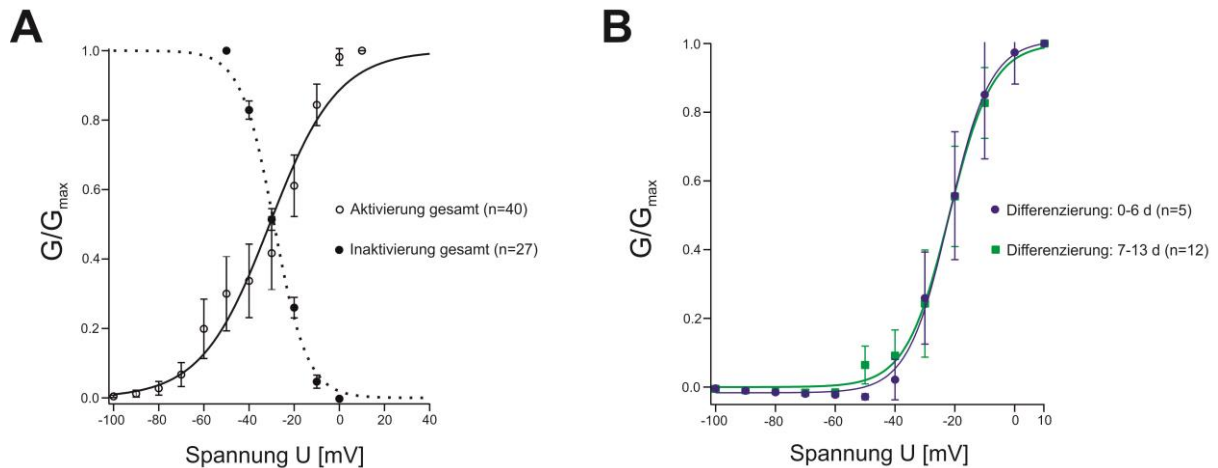 A
1.0
0.8
0.6
0.4
0.2
0.0
G/Gmax
-100 -80 -60 -40 -20 0 20 40
Spannung U [mV]
Aktivierung gesamt (n=40)
Inaktivierung gesamt (n=27)
B
1.0
0.8
0.6
0.4
0.2
0.0
G/Gmax
-100 -80 -60 -40 -20 0 10
Spannung U [mV]
Differenzierung: 0-6 d (n=5)
Differenzierung: 7-13 d (n=12)